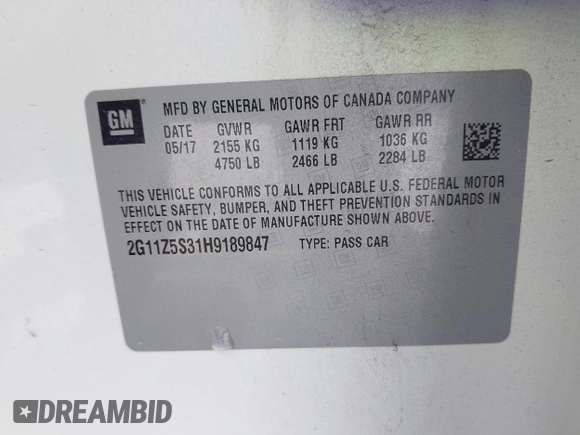 GM
MFD BY GENERAL MOTORS OF CANADA COMPANY
DATE GVWR GAWR FRT GAWR RR
05/17 2155 KG 1119 KG 1036 KG
4750 LB 2466 LB 2284 LB
THIS VEHICLE CONFORMS TO ALL APPLICABLE U.S. FEDERAL MOTOR
VEHICLE SAFETY, BUMPER, AND THEFT PREVENTION STANDARDS IN
EFFECT ON THE DATE OF MANUFACTURE SHOWN ABOVE.
2G11Z5S31H9189847 TYPE: PASS CAR
DREAMBID